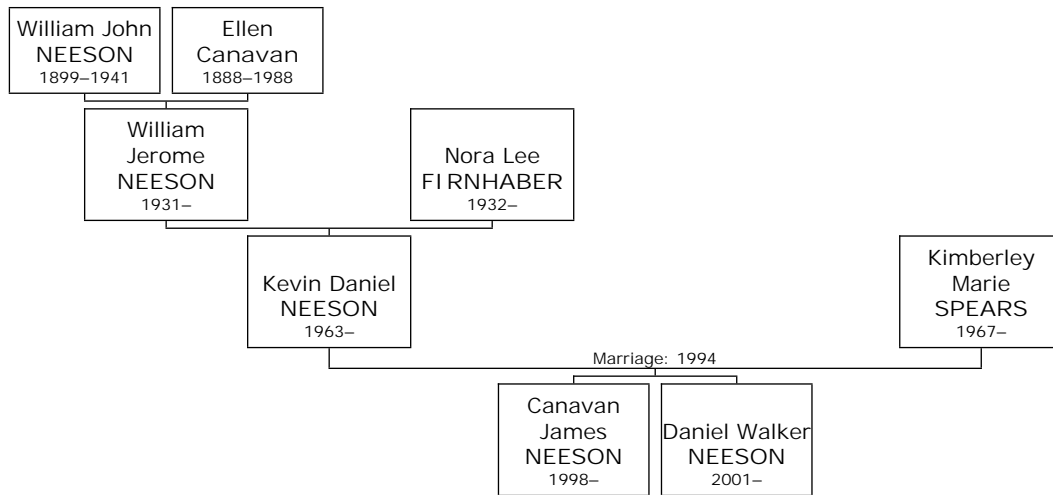 William John
NEESON
1899–1941
Ellen
Canavan
1888–1988
William
Jerome
NEESON
1931–
Nora Lee
FIRNHABER
1932–
Kevin Daniel
NEESON
1963–
Kimberley
Marie
SPEARS
1967–
Marriage: 1994
Canavan
James
NEESON
1998–
Daniel Walker
NEESON
2001–